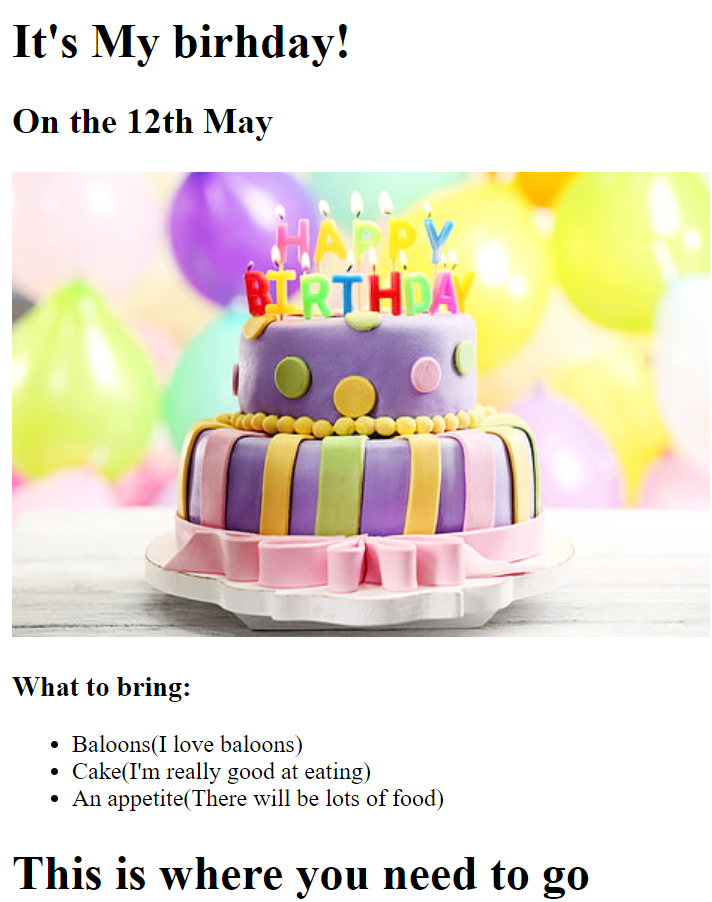 It's My birhday!
On the 12th May
HAPPY
BIRTHDAY
What to bring:
Baloons(I love baloons)
Cake(I'm really good at eating)
An appetite(There will be lots of food)
This is where you need to go